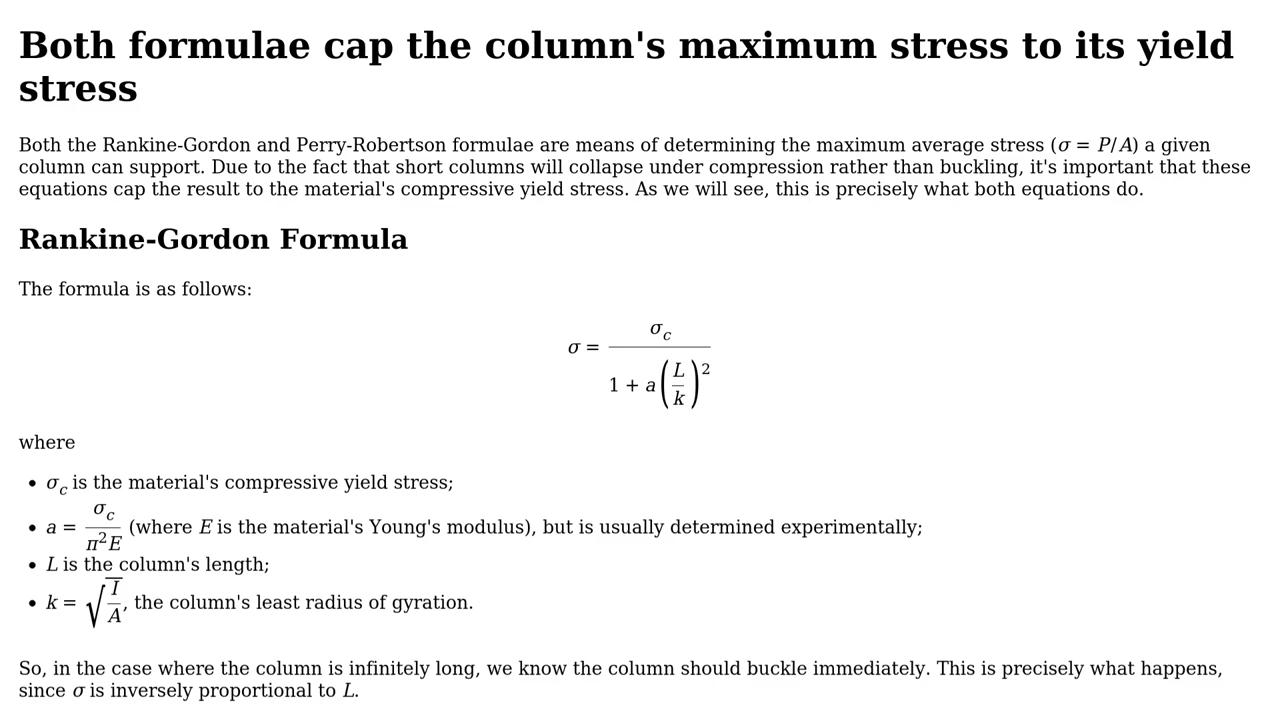 Both formulae cap the column's maximum stress to its yield
stress
Both the Rankine-Gordon and Perry-Robertson formulae are means of determining the maximum average stress (σ = P/A) a given
column can support. Due to the fact that short columns will collapse under compression rather than buckling, it's important that these
equations cap the result to the material's compressive yield stress. As we will see, this is precisely what both equations do.
Rankine-Gordon Formula
The formula is as follows:
σ = σ_c / (1 + a (L/k)^2)
where
• σ_c is the material's compressive yield stress;
• a = σ_c / (π^2 E) (where E is the material's Young's modulus), but is usually determined experimentally;
• L is the column's length;
• k = √(I/A), the column's least radius of gyration.
So, in the case where the column is infinitely long, we know the column should buckle immediately. This is precisely what happens,
since σ is inversely proportional to L.